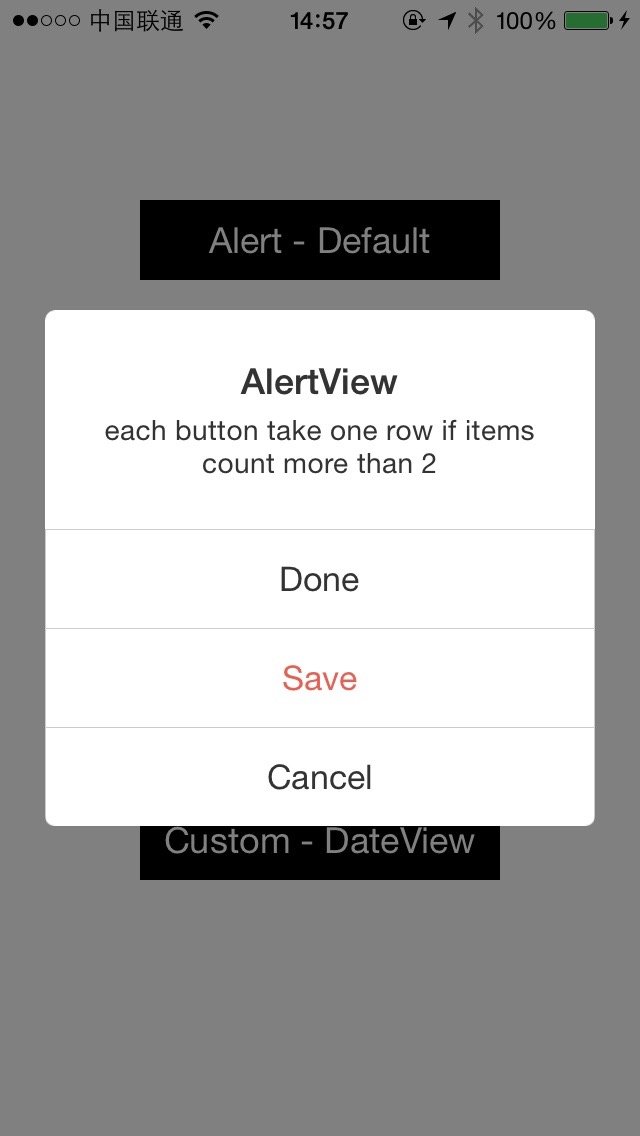 中国联通 14:57 100%
Alert - Default
AlertView
each button take one row if items
count more than 2
Done
Save
Cancel
Custom - DateView